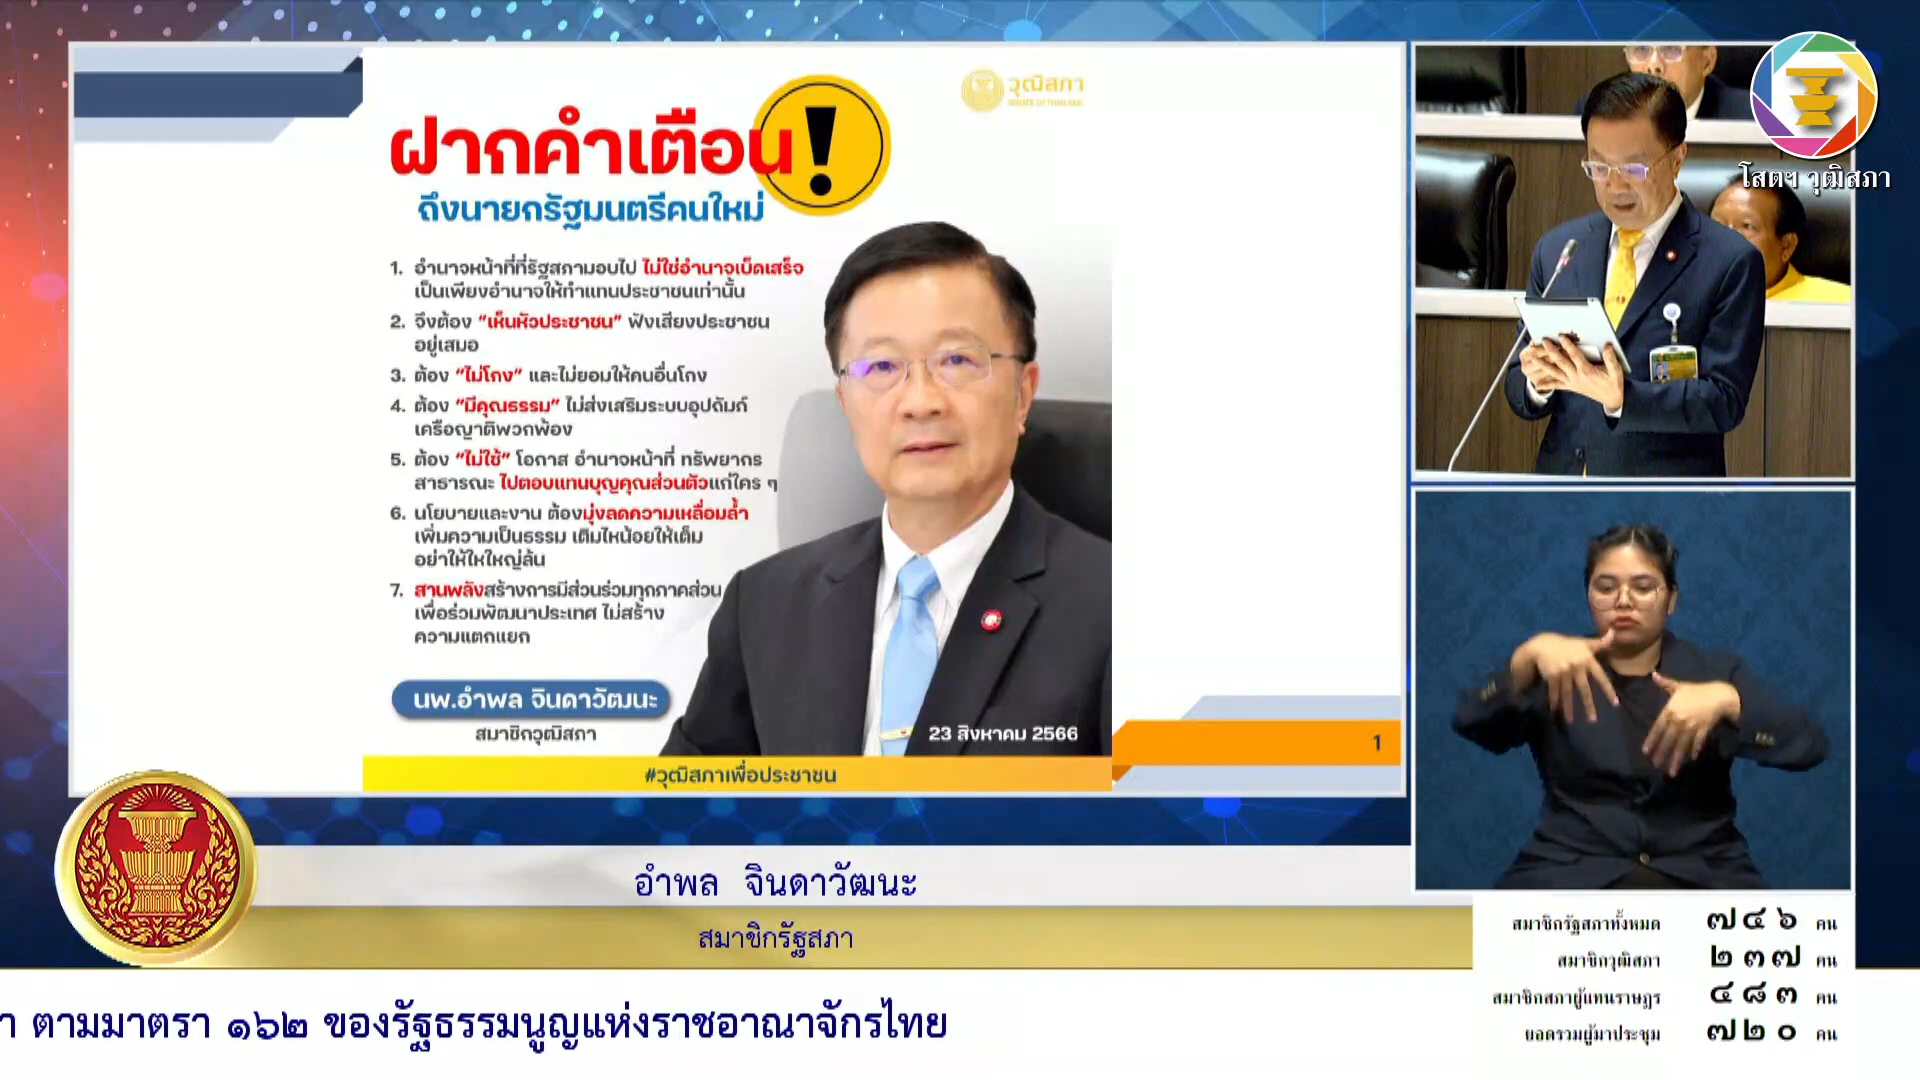 วุฒิสภา
SENATE OF THAILAND
ฝากคำเตือน!
ถึงนายกรัฐมนตรีคนใหม่
1. อำนาจหน้าที่ที่รัฐสภามอบไป ไม่ใช่อำนาจเบ็ดเสร็จ
เป็นเพียงอำนาจให้ทำแทนประชาชนเท่านั้น
2. จึงต้อง “เห็นหัวประชาชน” ฟังเสียงประชาชน
อยู่เสมอ
3. ต้อง “ไม่โกง” และไม่ยอมให้คนอื่นโกง
4. ต้อง “มีคุณธรรม” ไม่ส่งเสริมระบบอุปถัมภ์
เครือญาติพวกพ้อง
5. ต้อง “ไม่ใช้” โอกาส อำนาจหน้าที่ ทรัพยากร
สาธารณะ ไปตอบแทนบุญคุณส่วนตัวแก่ใคร ๆ
6. นโยบายและงาน ต้องมุ่งลดความเหลื่อมล้ำ
เพิ่มความเป็นธรรม เติมไหน้อยให้เต็ม
อย่าให้ไหใหญ่ล้น
7. สานพลังสร้างการมีส่วนร่วมทุกภาคส่วน
เพื่อร่วมพัฒนาประเทศ ไม่สร้าง
ความแตกแยก
นพ.อำพล จินดาวัฒนะ
สมาชิกวุฒิสภา
23 สิงหาคม 2566
#วุฒิสภาเพื่อประชาชน
1
โสตฯ วุฒิสภา
อำพล จินดาวัฒนะ
สมาชิกรัฐสภา
สมาชิกรัฐสภาทั้งหมด ๗๔๖ คน
สมาชิกวุฒิสภา ๒๓๗ คน
สมาชิกสภาผู้แทนราษฎร ๔๘๓ คน
ยอดรวมผู้มาประชุม ๗๒๐ คน
า ตามมาตรา ๑๖๒ ของรัฐธรรมนูญแห่งราชอาณาจักรไทย